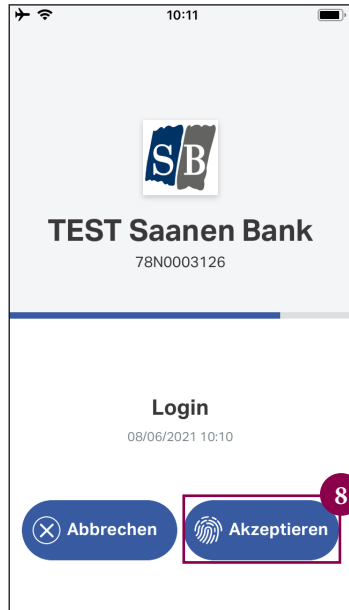 10:11
SB
TEST Saanen Bank
78N0003126
Login
08/06/2021 10:10
Abbrechen
Akzeptieren
8